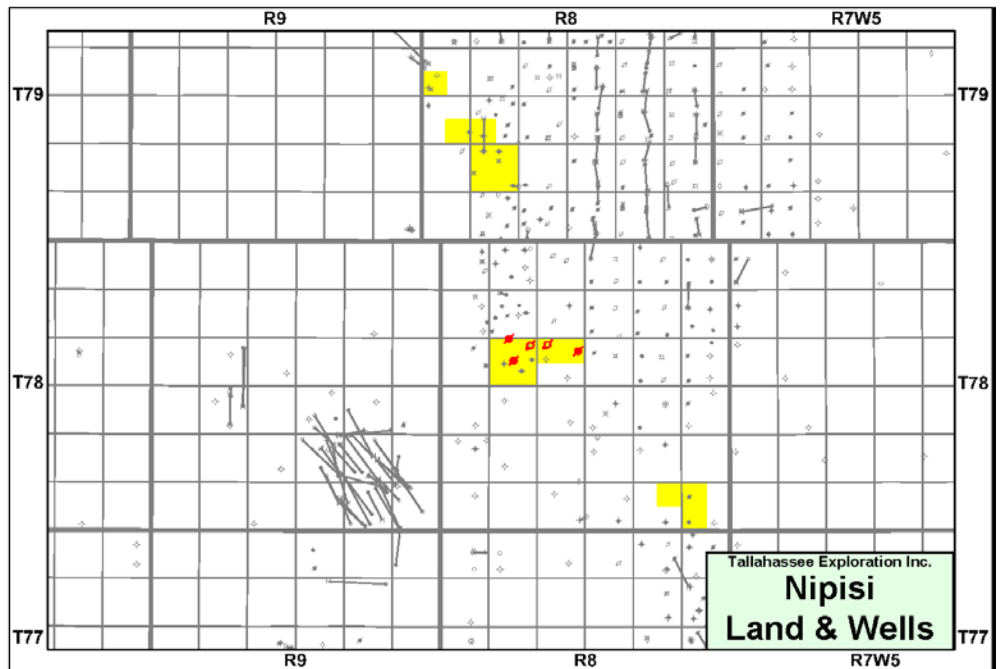 R9 R8 R7W5
T79 T79
T78 T78
Tallahassee Exploration Inc.
Nipisi
Land & Wells
T77 T77
R9 R8 R7W5